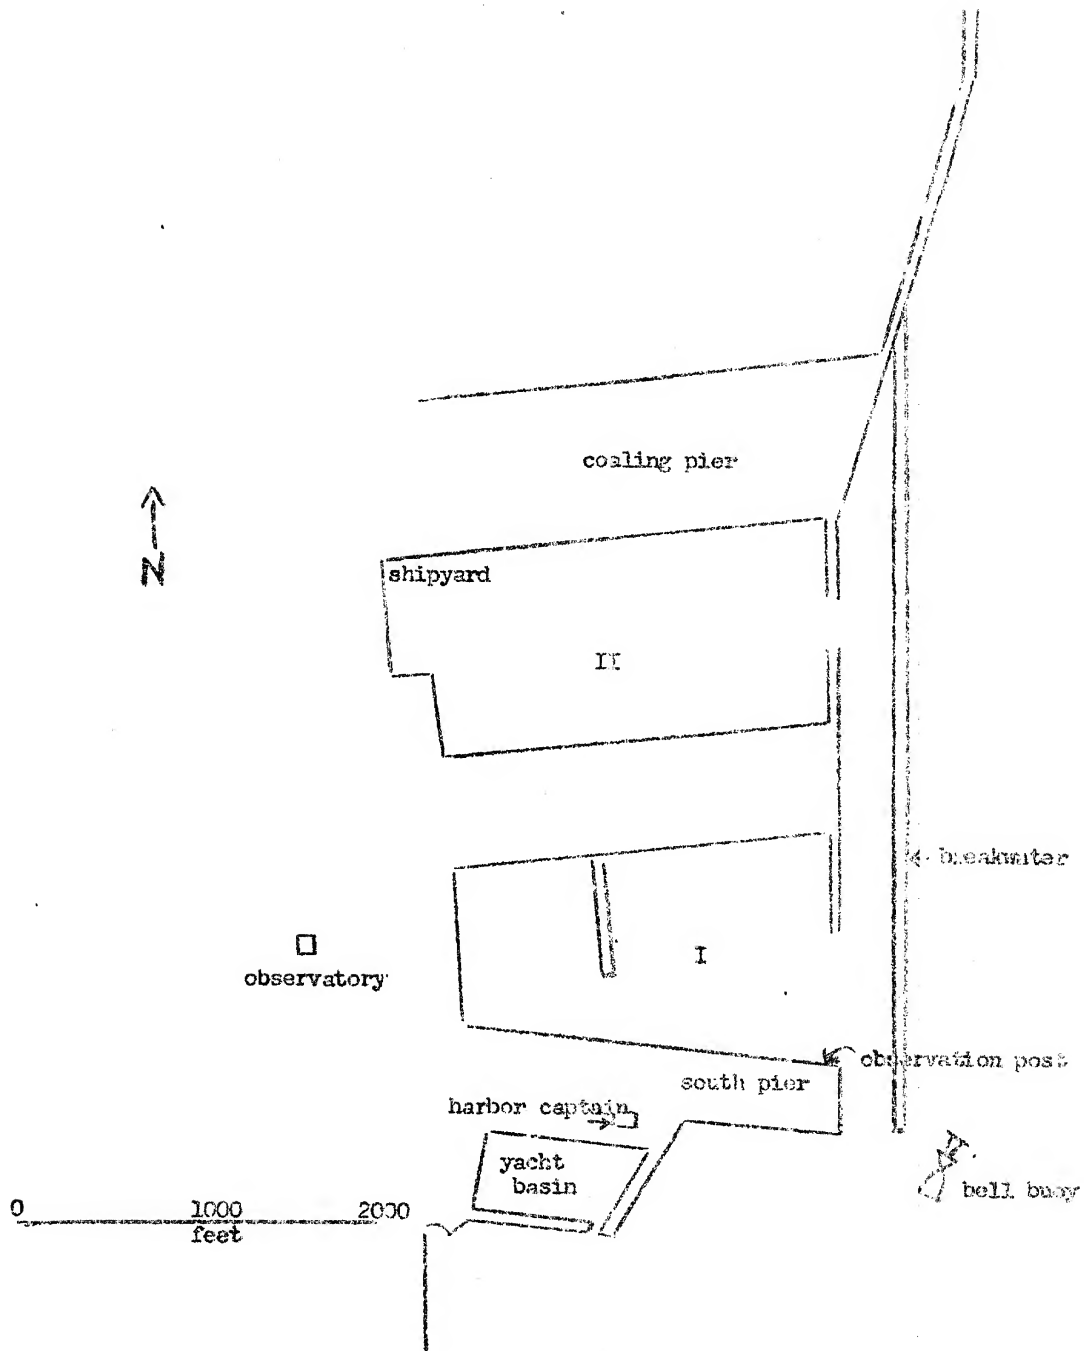 coaling pier
N
shipyard
II
breakwater
I
observatory
observation post
south pier
harbor captain
yacht
basin
bell buoy
0 1000 2000
feet